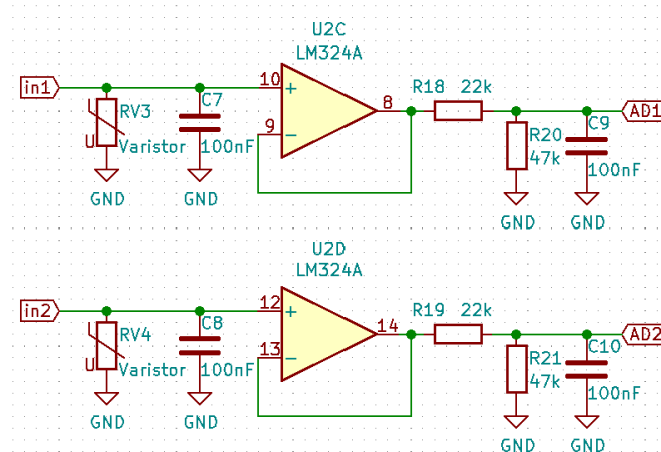 U2C
LM324A
in1
10
+
8
R18 22k
AD1
RV3
C7
9
−
U
Varistor
100nF
R20
47k
C9
100nF
GND
GND
GND
GND
U2D
LM324A
in2
12
+
14
R19 22k
AD2
RV4
C8
13
−
U
Varistor
100nF
R21
47k
C10
100nF
GND
GND
GND
GND